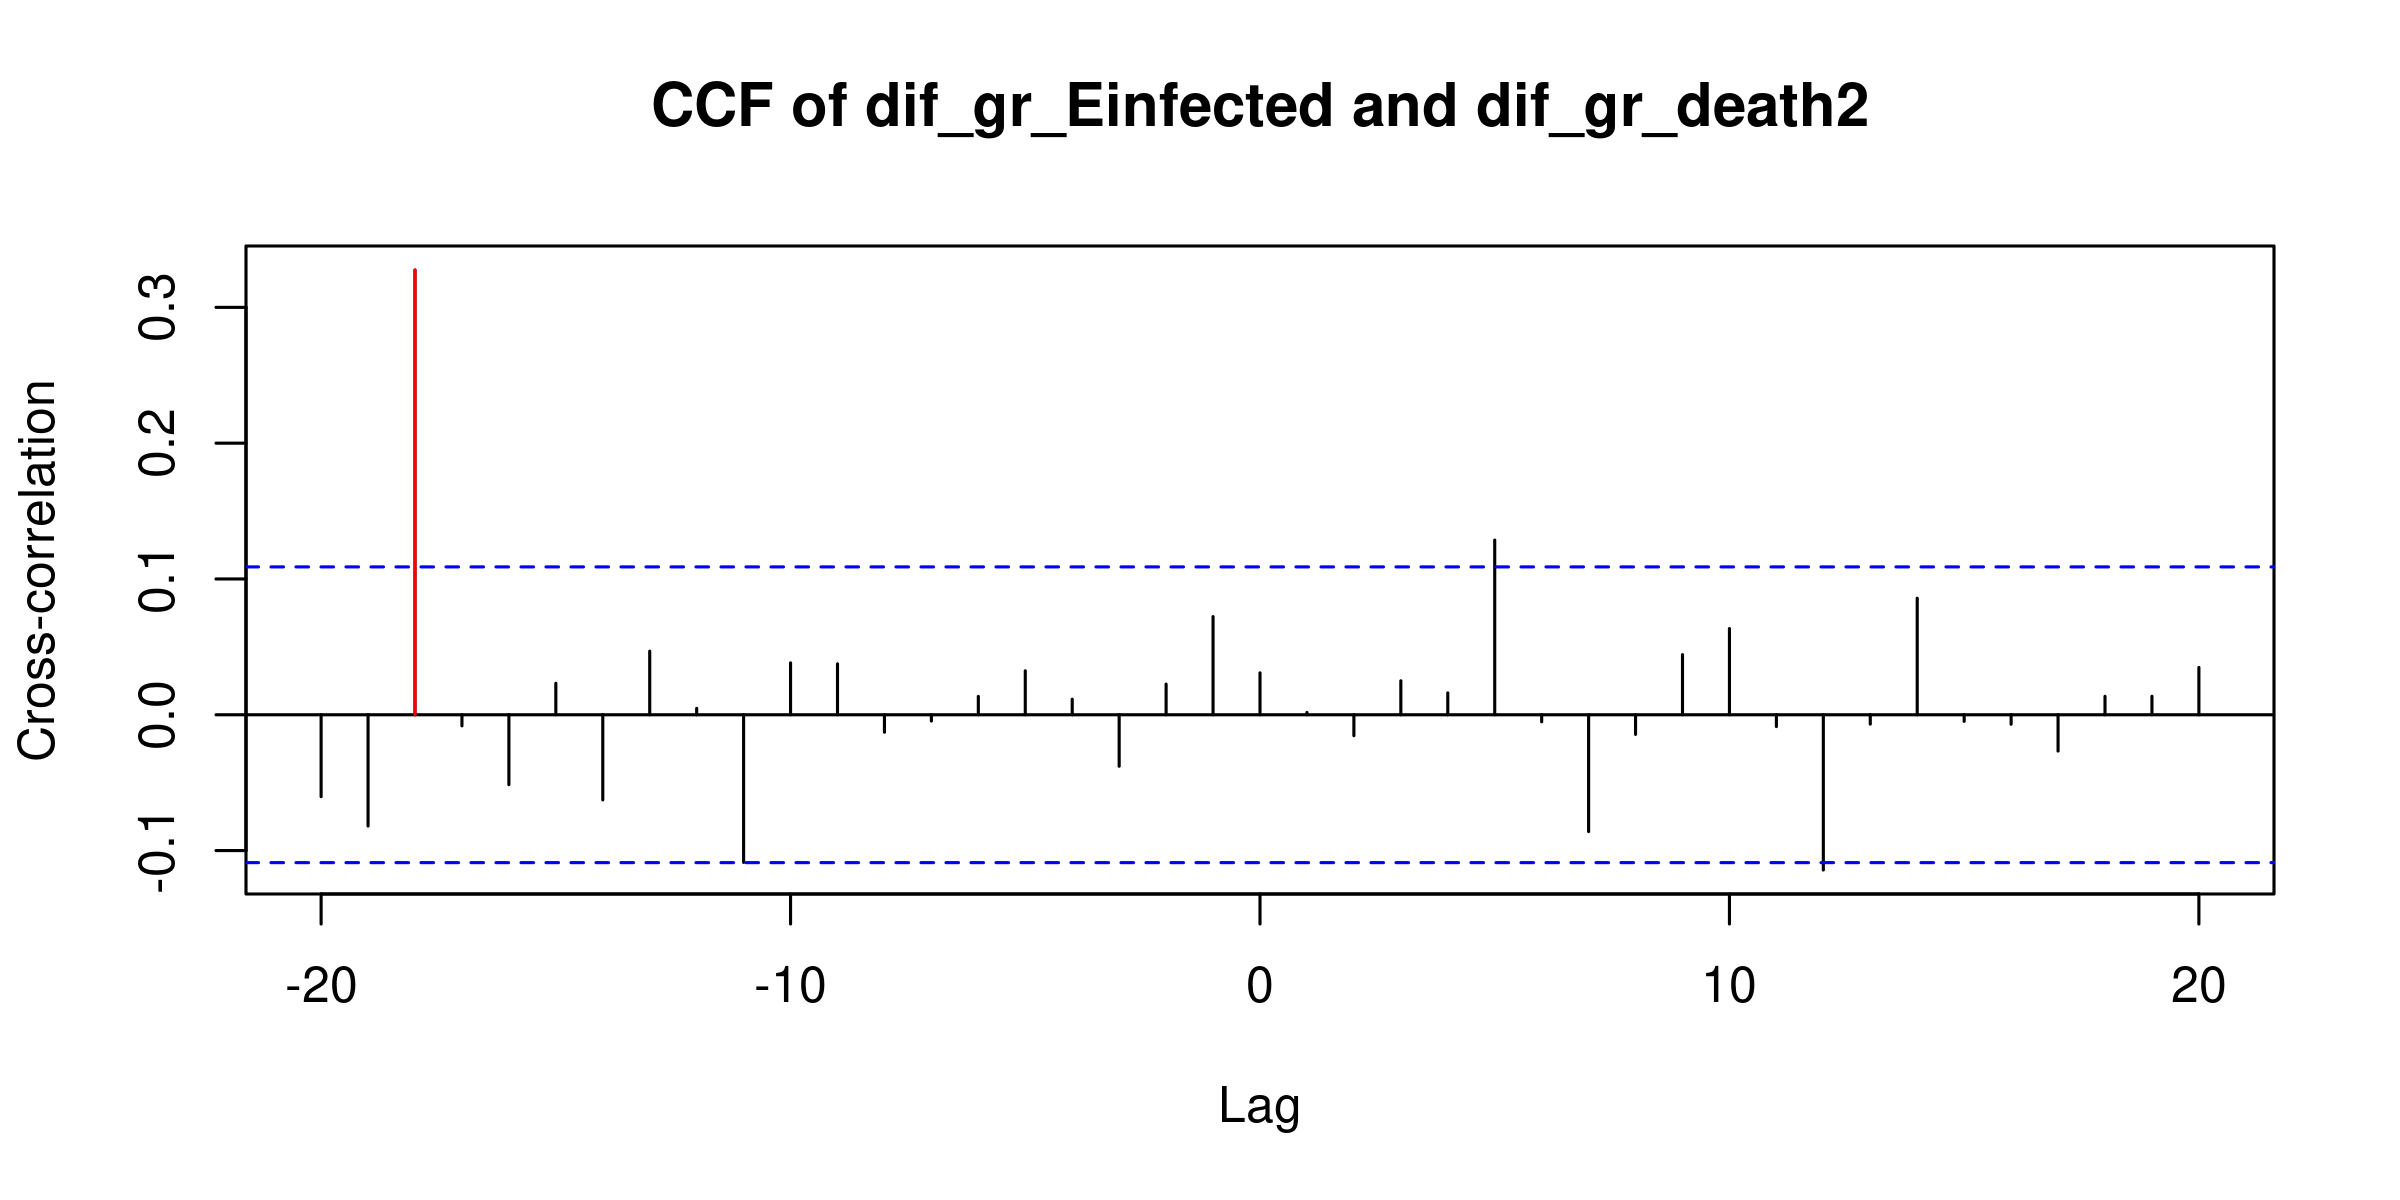 CCF of dif_gr_Einfected and dif_gr_death2
Cross-correlation
0.3
0.2
0.1
0.0
-0.1
-20 -10 0 10 20
Lag